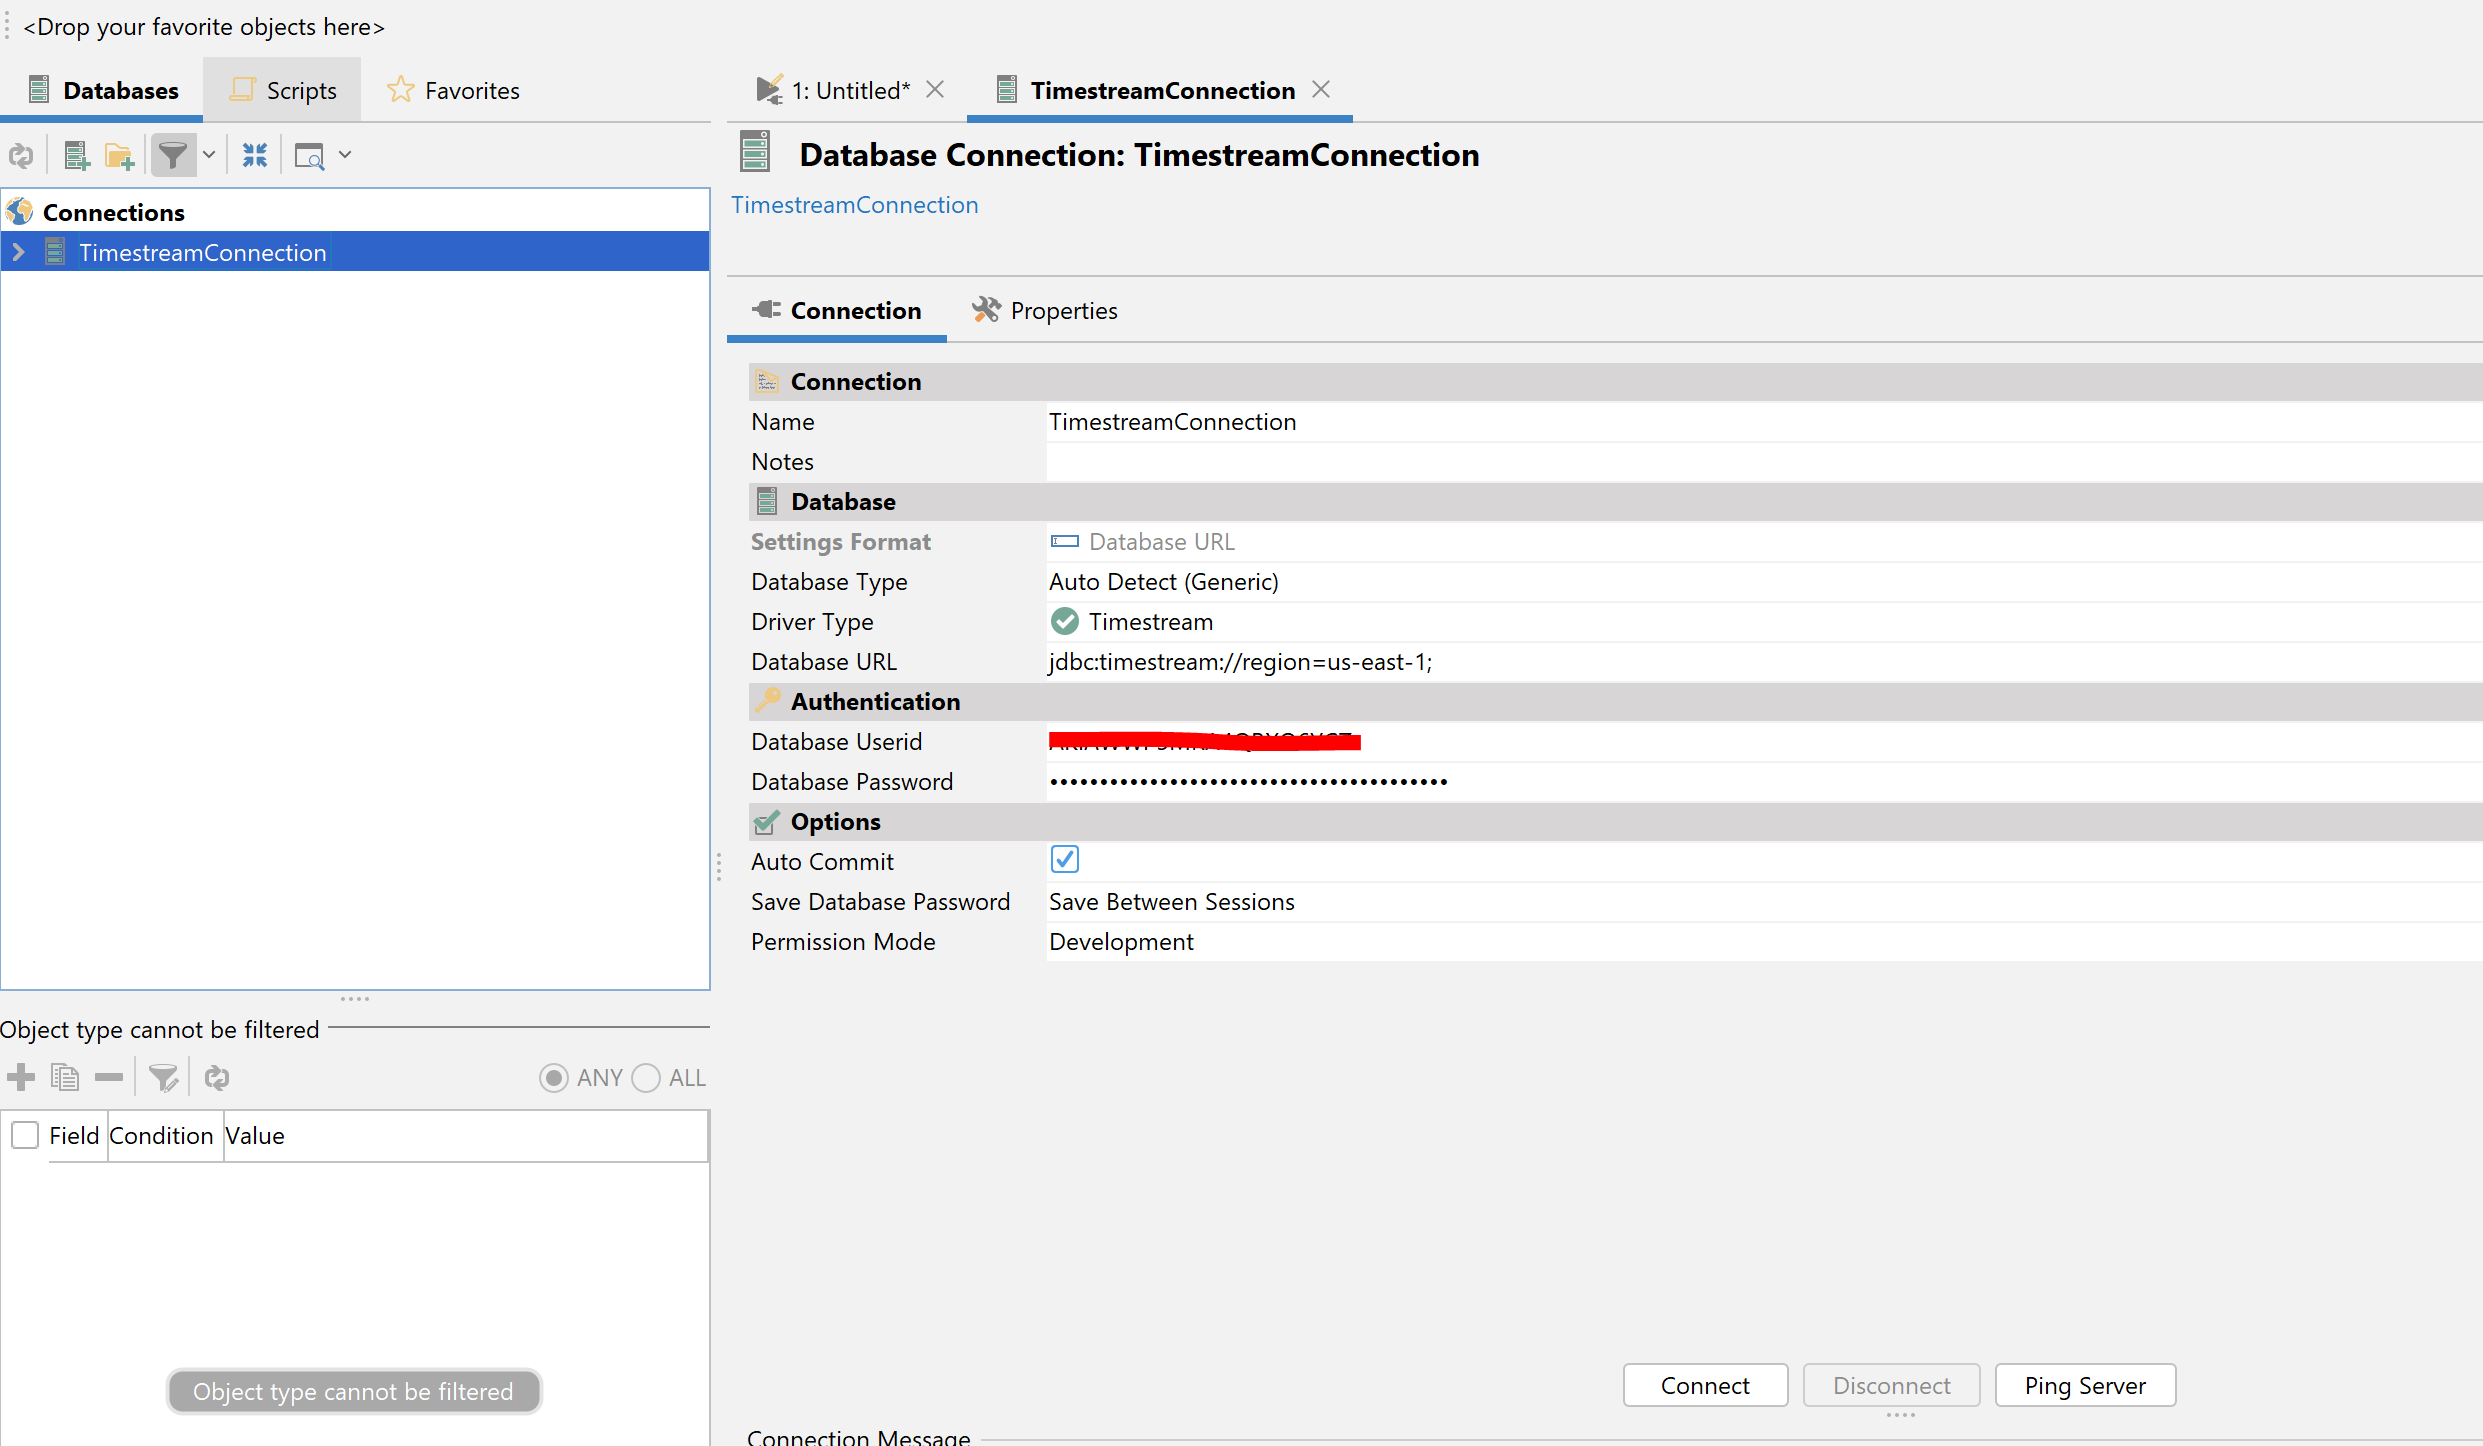 <Drop your favorite objects here>
Databases Scripts Favorites
Connections
TimestreamConnection
Object type cannot be filtered
ANY ALL
Field Condition Value
Object type cannot be filtered
1: Untitled* TimestreamConnection
Database Connection: TimestreamConnection
TimestreamConnection
Connection Properties
Connection
Name TimestreamConnection
Notes
Database
Settings Format Database URL
Database Type Auto Detect (Generic)
Driver Type Timestream
Database URL jdbc:timestream://region=us-east-1;
Authentication
Database Userid
Database Password ••••••••••••••••••••••••••••••••••••••••
Options
Auto Commit
Save Database Password Save Between Sessions
Permission Mode Development
Connect Disconnect Ping Server
Connection Message